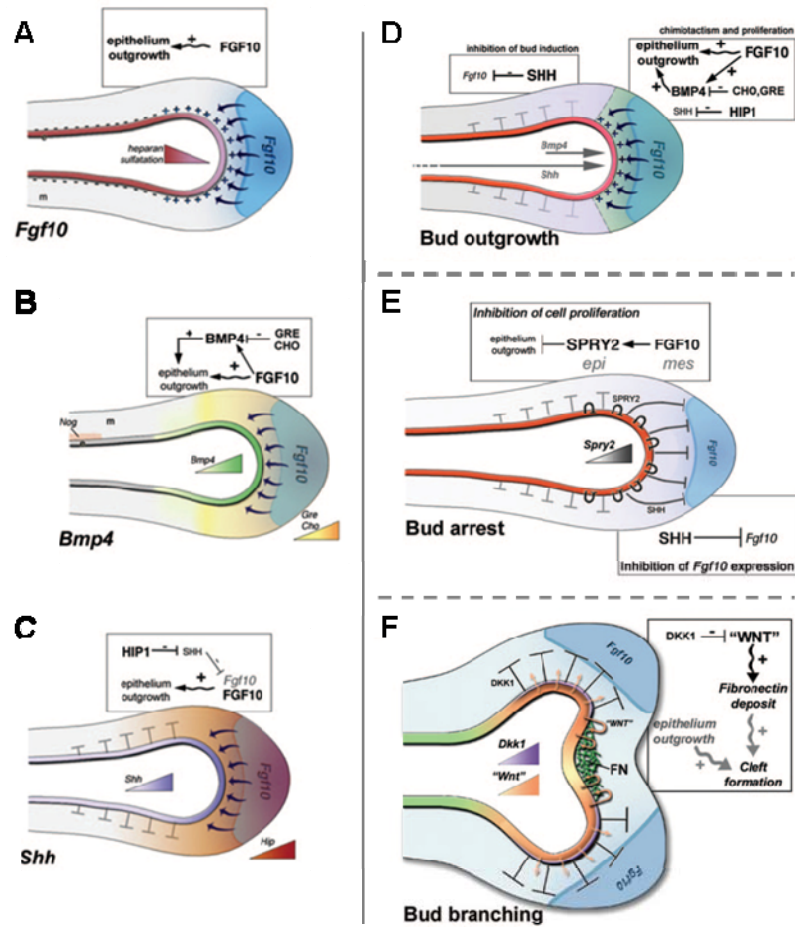 A
epithelium
outgrowth
+
FGF10
heparan
sulfatation
Fgf10
m
Fgf10
B
+
BMP4
-
GRE
CHO
epithelium
outgrowth
+
FGF10
Nog
m
Bmp4
Fgf10
Gre
Cho
Bmp4
C
HIP1
-
SHH
-
Fgf10
epithelium
outgrowth
+
FGF10
Shh
Fgf10
Hip
Shh
D
inhibition of bud induction
Fgf10
-
SHH
chimiotactism and proliferation
epithelium
outgrowth
+
FGF10
+
+
BMP4
-
CHO,GRE
SHH
-
HIP1
Bmp4
Shh
Fgf10
Bud outgrowth
E
Inhibition of cell proliferation
epithelium
outgrowth
SPRY2
FGF10
epi
mes
SPRY2
Spry2
Fgf10
SHH
Bud arrest
SHH
Fgf10
Inhibition of Fgf10 expression
F
Fgf10
DKK1
"WNT"
Dkk1
"Wnt"
FN
Fgf10
Bud branching
DKK1
-
"WNT"
+
Fibronectin
deposit
epithelium
outgrowth
+
+
Cleft
formation